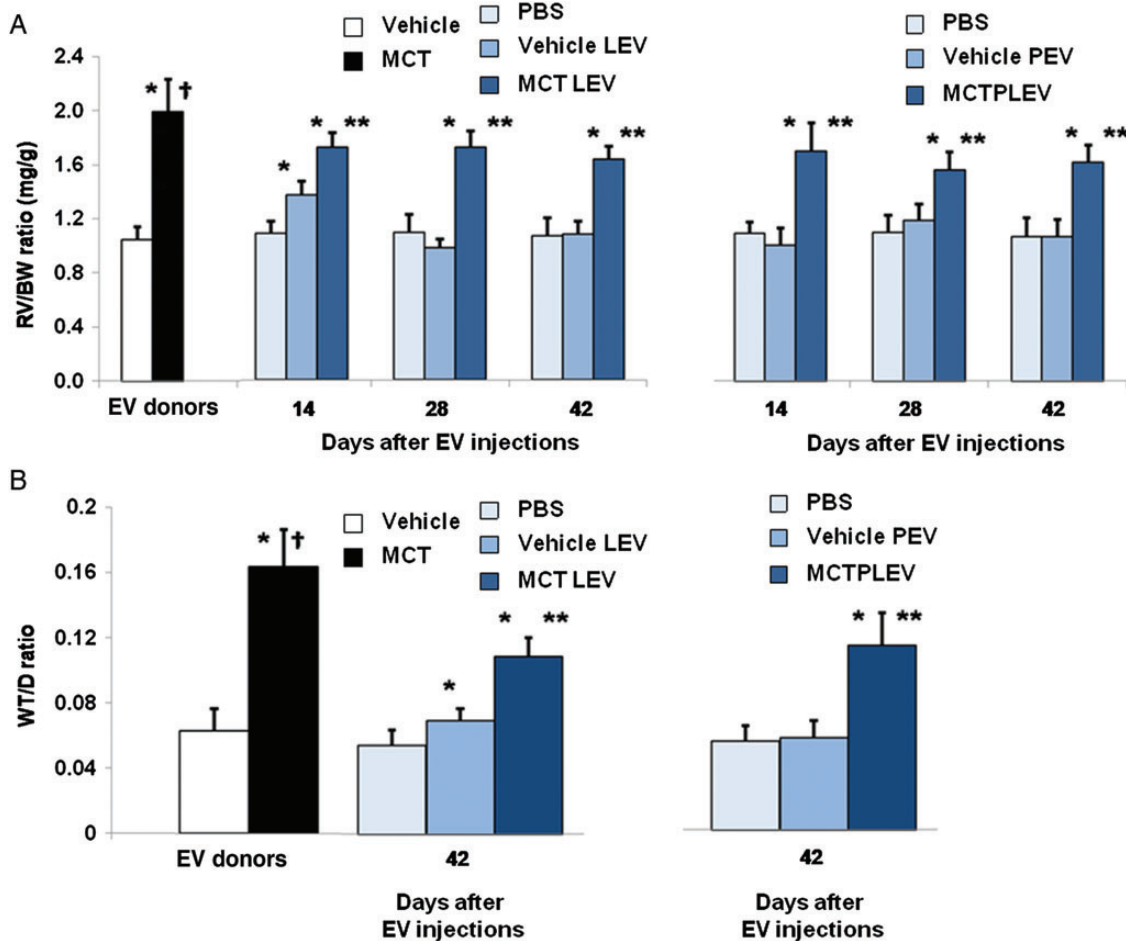 A
Vehicle
MCT
PBS
Vehicle LEV
MCT LEV
PBS
Vehicle PEV
MCTPLEV
RV/BW ratio (mg/g)
2.4
2.0
1.6
1.2
0.8
0.4
0.0
* †
*
* **
* **
* **
* **
* **
* **
EV donors
14
28
42
Days after EV injections
14
28
42
Days after EV injections
B
Vehicle
MCT
PBS
Vehicle LEV
MCT LEV
PBS
Vehicle PEV
MCTPLEV
WT/D ratio
0.2
0.16
0.12
0.08
0.04
0
* †
*
* **
* **
EV donors
42
Days after
EV injections
42
Days after
EV injections